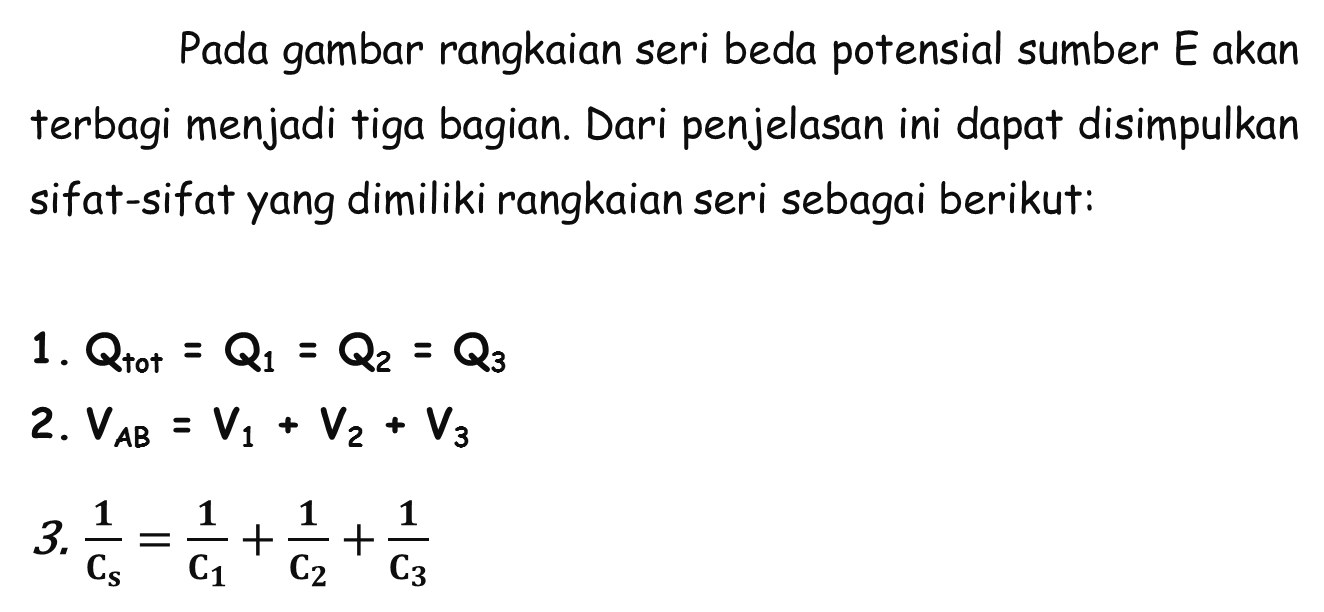 Pada gambar rangkaian seri beda potensial sumber E akan
terbagi menjadi tiga bagian. Dari penjelasan ini dapat disimpulkan
sifat-sifat yang dimiliki rangkaian seri sebagai berikut:
1. Q_tot = Q_1 = Q_2 = Q_3
2. V_AB = V_1 + V_2 + V_3
3. 1/C_s = 1/C_1 + 1/C_2 + 1/C_3